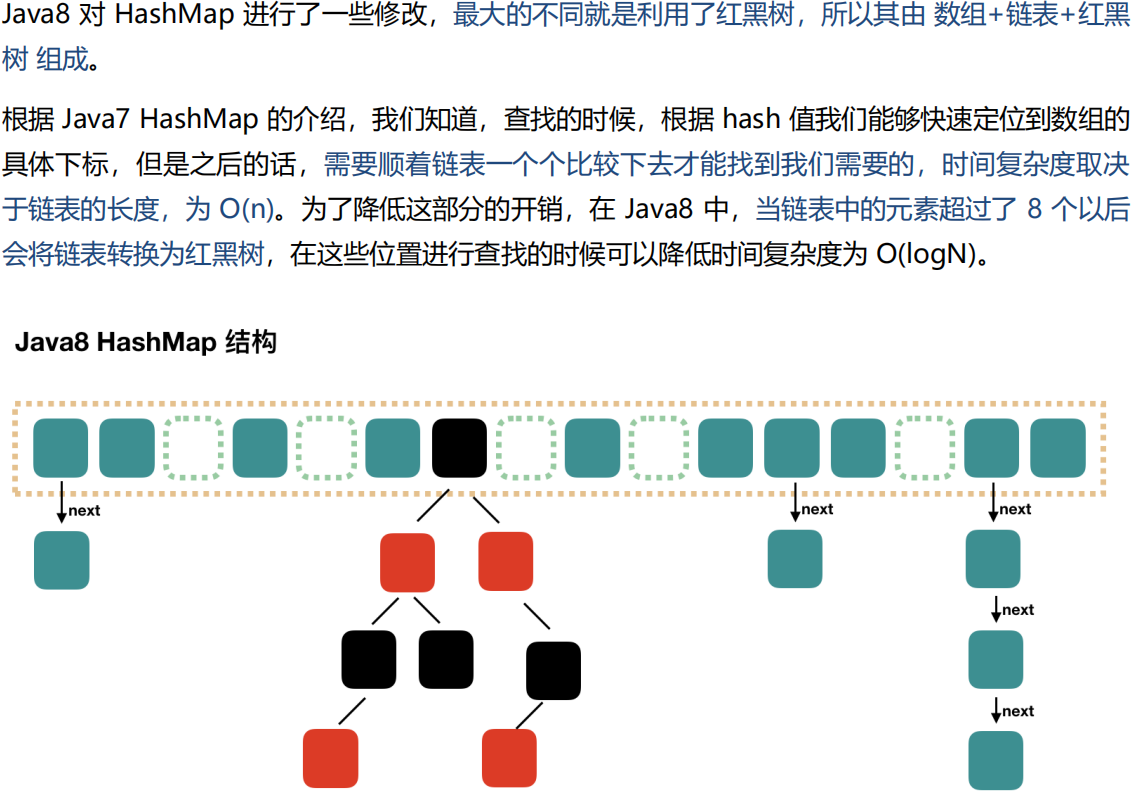 Java8 对 HashMap 进行了一些修改，最大的不同就是利用了红黑树，所以其由 数组+链表+红黑
树 组成。
根据 Java7 HashMap 的介绍，我们知道，查找的时候，根据 hash 值我们能够快速定位到数组的
具体下标，但是之后的话，需要顺着链表一个个比较下去才能找到我们需要的，时间复杂度取决
于链表的长度，为 O(n)。为了降低这部分的开销，在 Java8 中，当链表中的元素超过了 8 个以后
会将链表转换为红黑树，在这些位置进行查找的时候可以降低时间复杂度为 O(logN)。
Java8 HashMap 结构
next
next
next
next
next